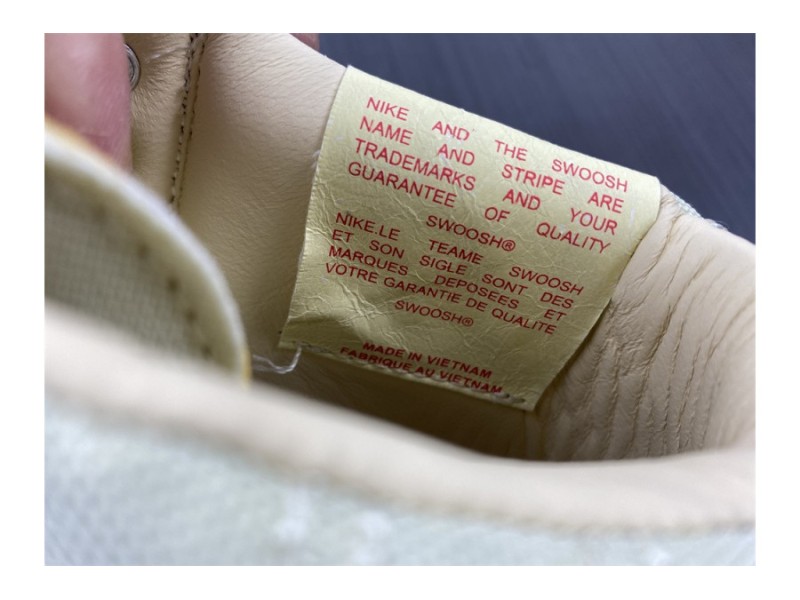 NIKE AND THE SWOOSH
NAME AND STRIPE ARE
TRADEMARKS AND YOUR
GUARANTEE OF QUALITY
SWOOSH®
NIKE.LE TEAME SWOOSH
ET SON SIGLE SONT DES
MARQUES DEPOSEES ET
VOTRE GARANTIE DE QUALITE
SWOOSH®
MADE IN VIETNAM
FABRIQUE AU VIETNAM